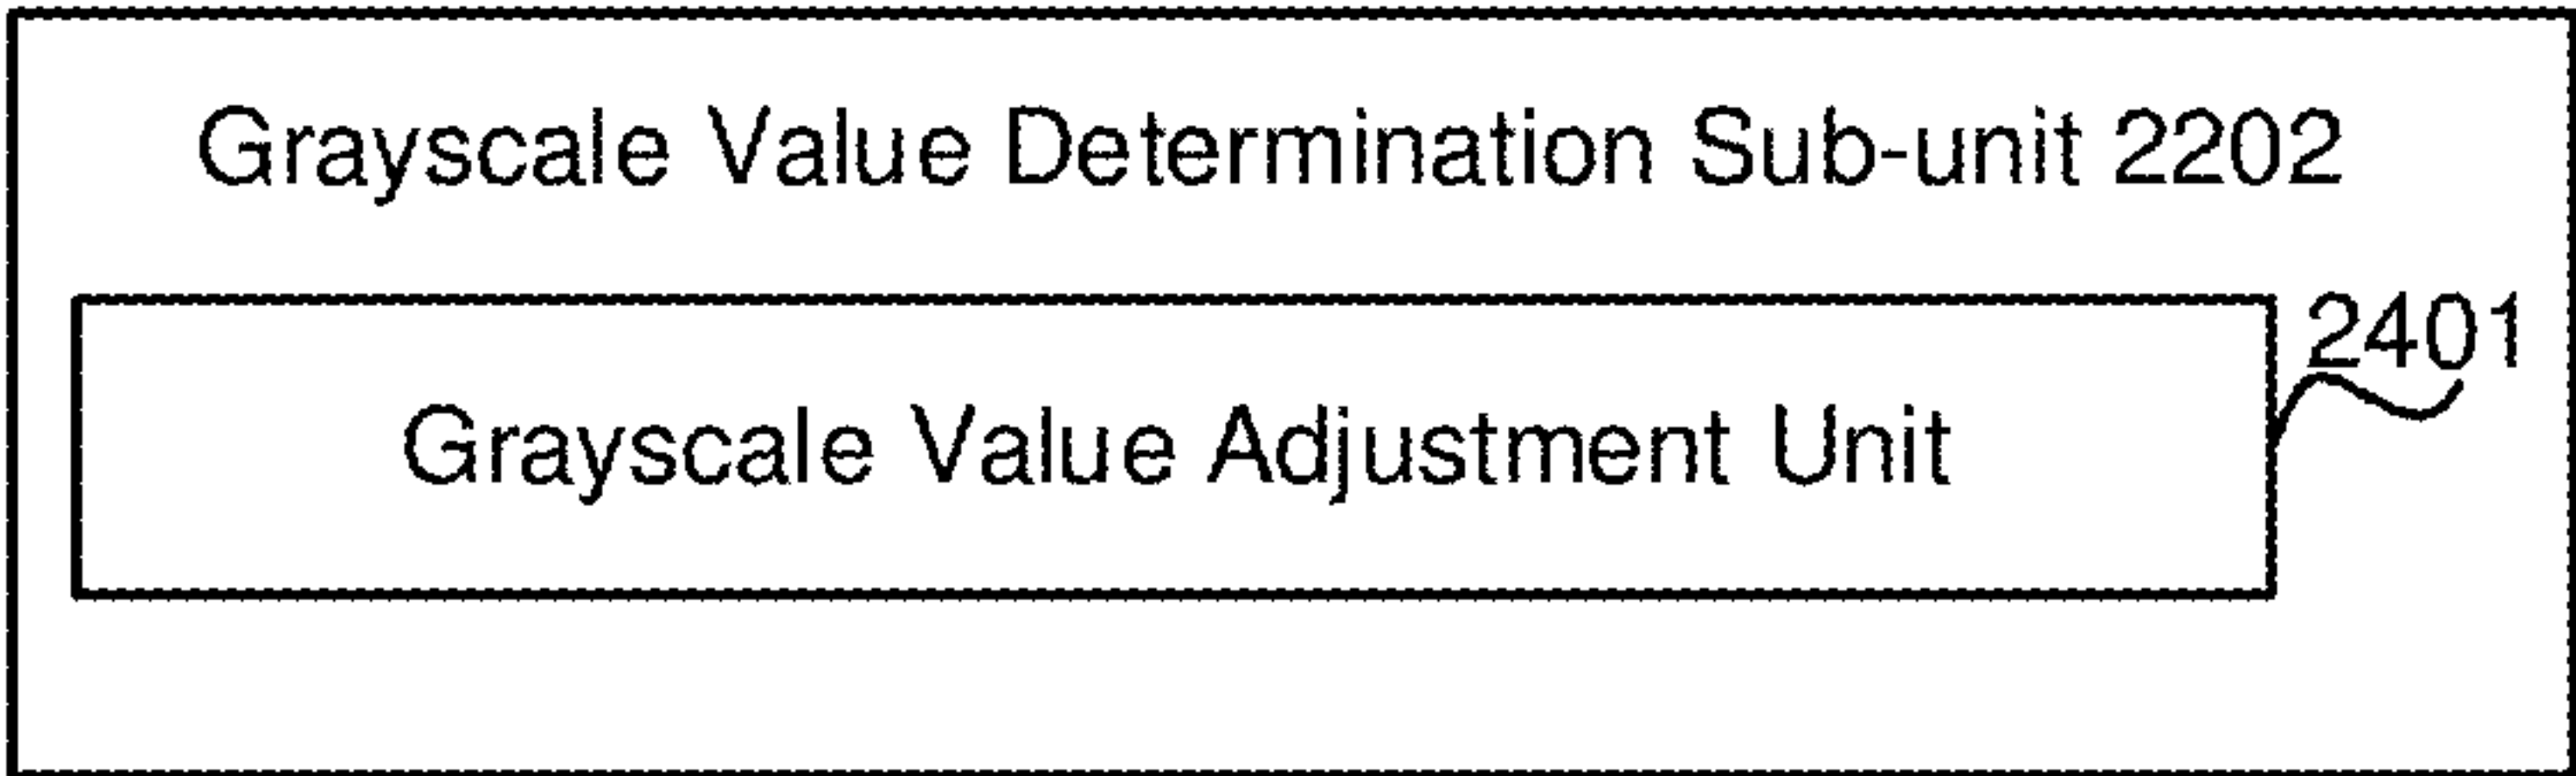 Grayscale Value Determination Sub-unit 2202
2401
Grayscale Value Adjustment Unit